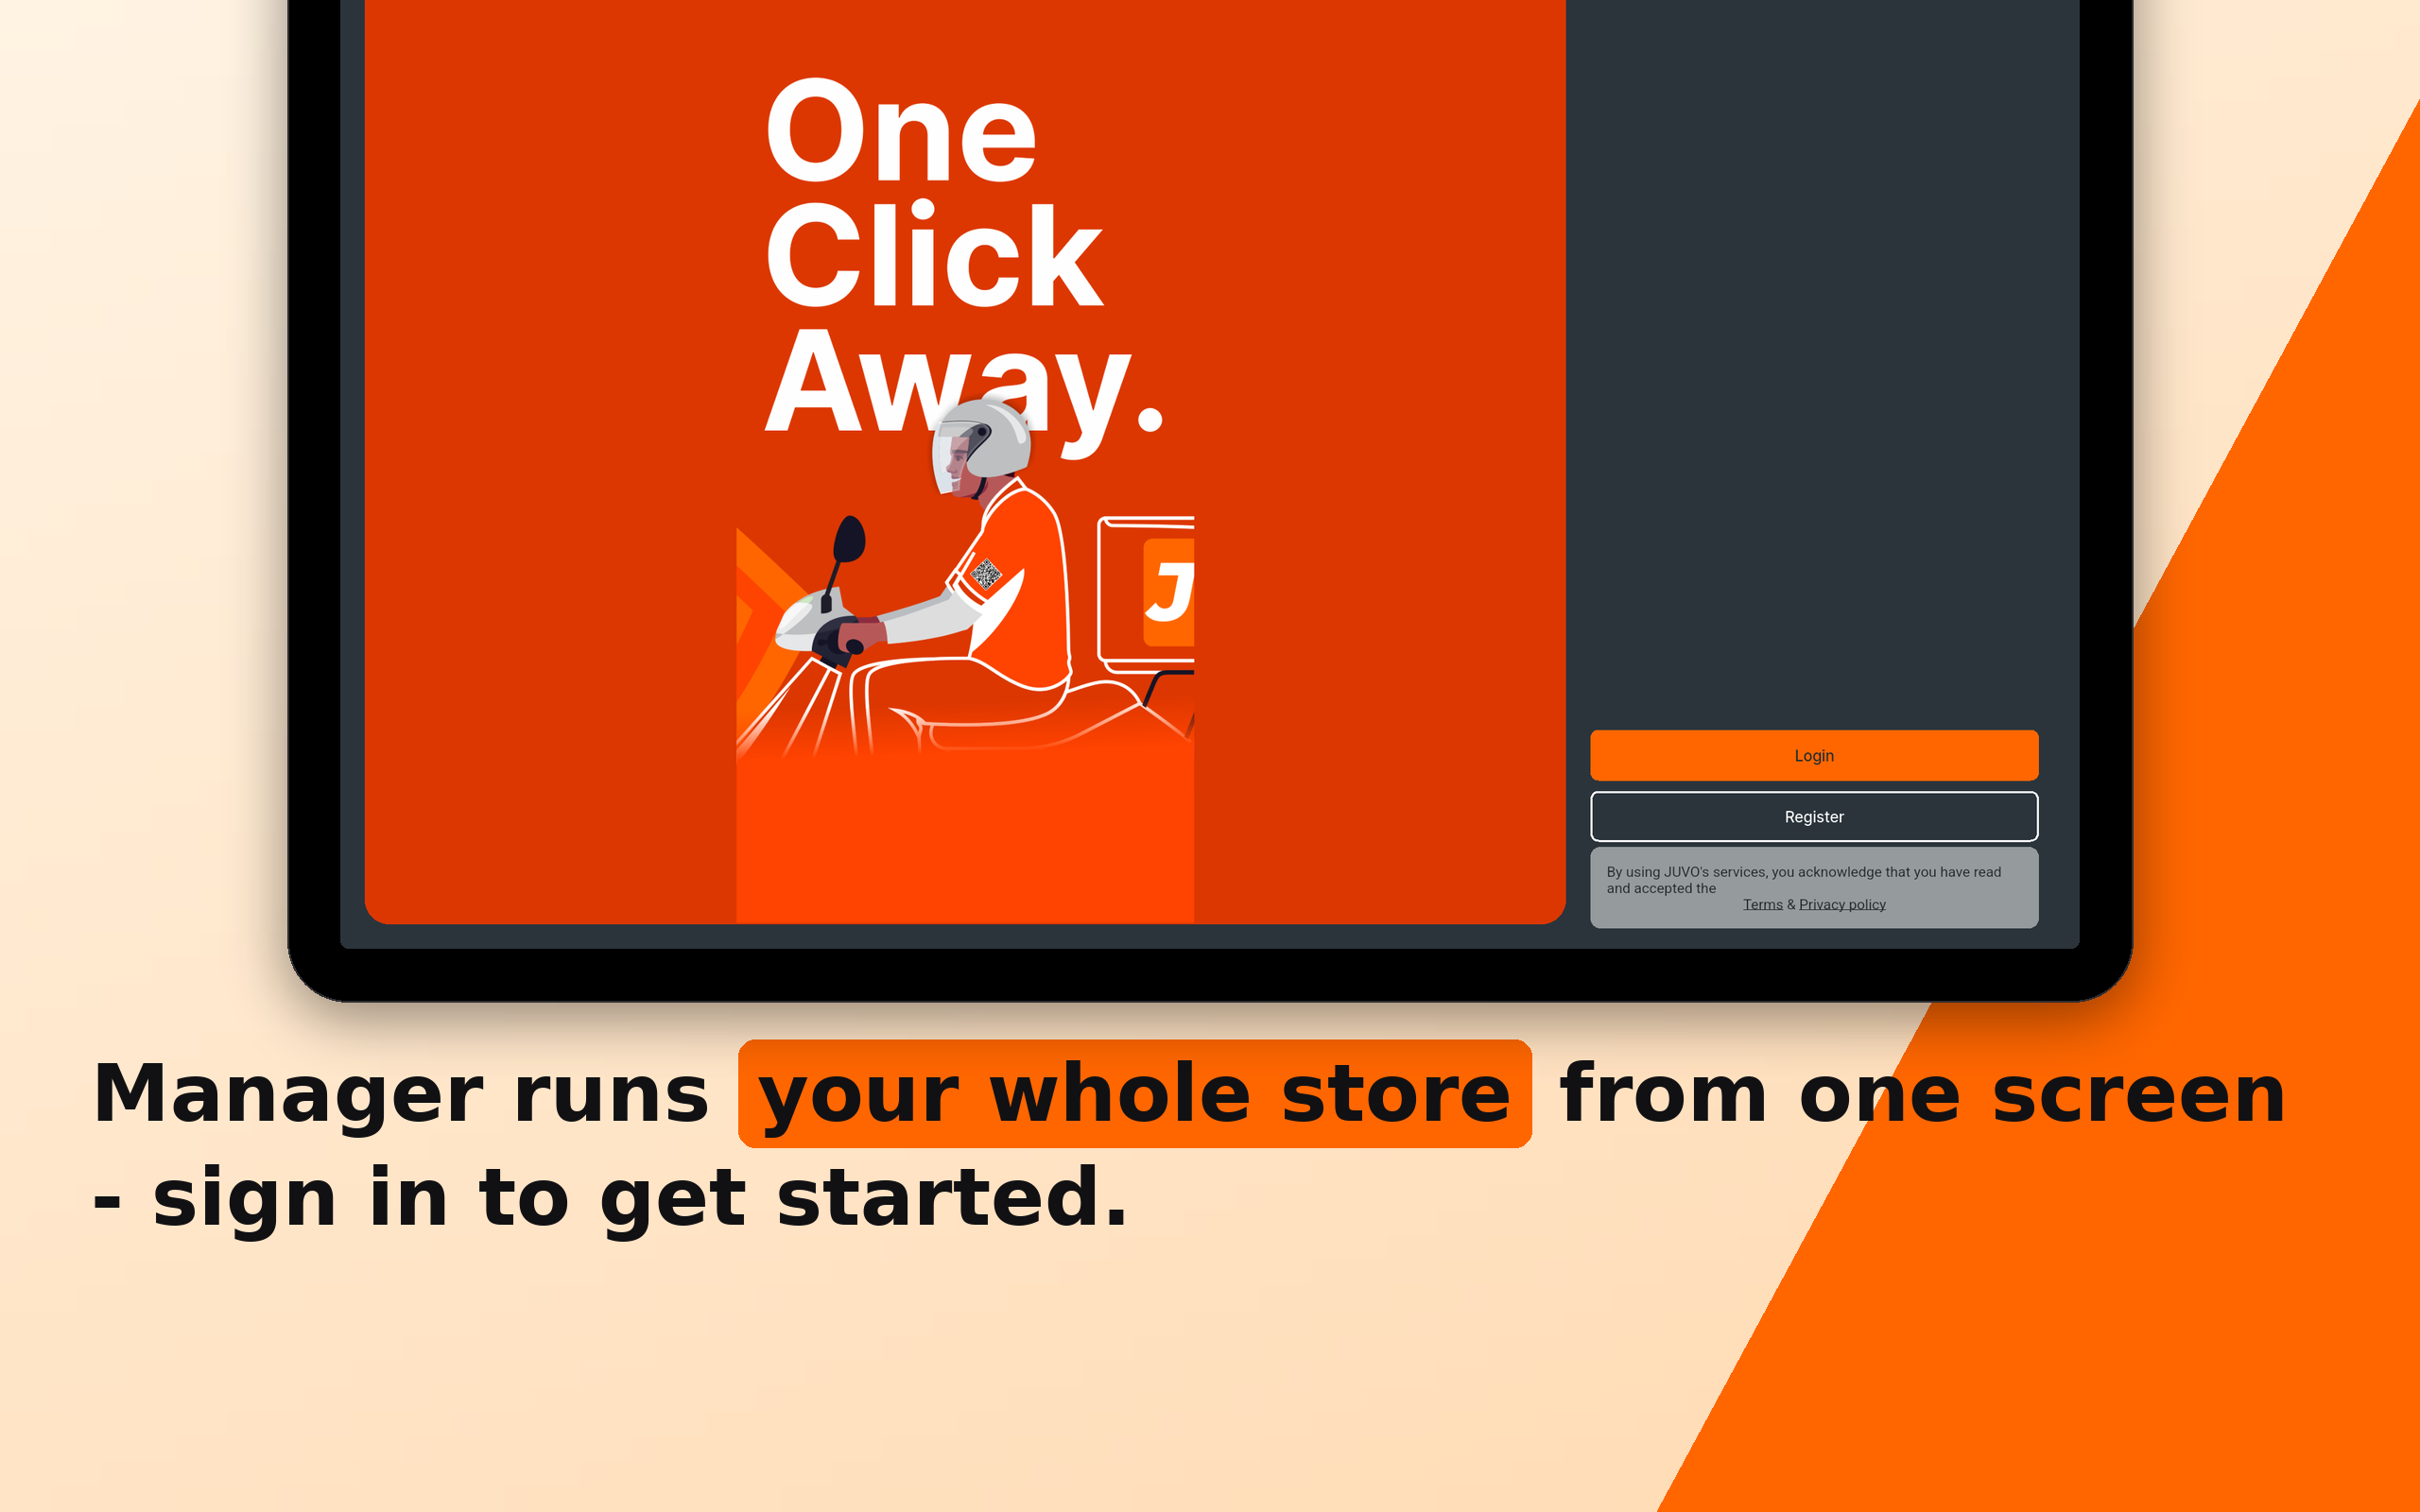 One
Click
Away.
J
Login
Register
By using JUVO's services, you acknowledge that you have read
and accepted the
Terms & Privacy policy
Manager runs your whole store from one screen
- sign in to get started.